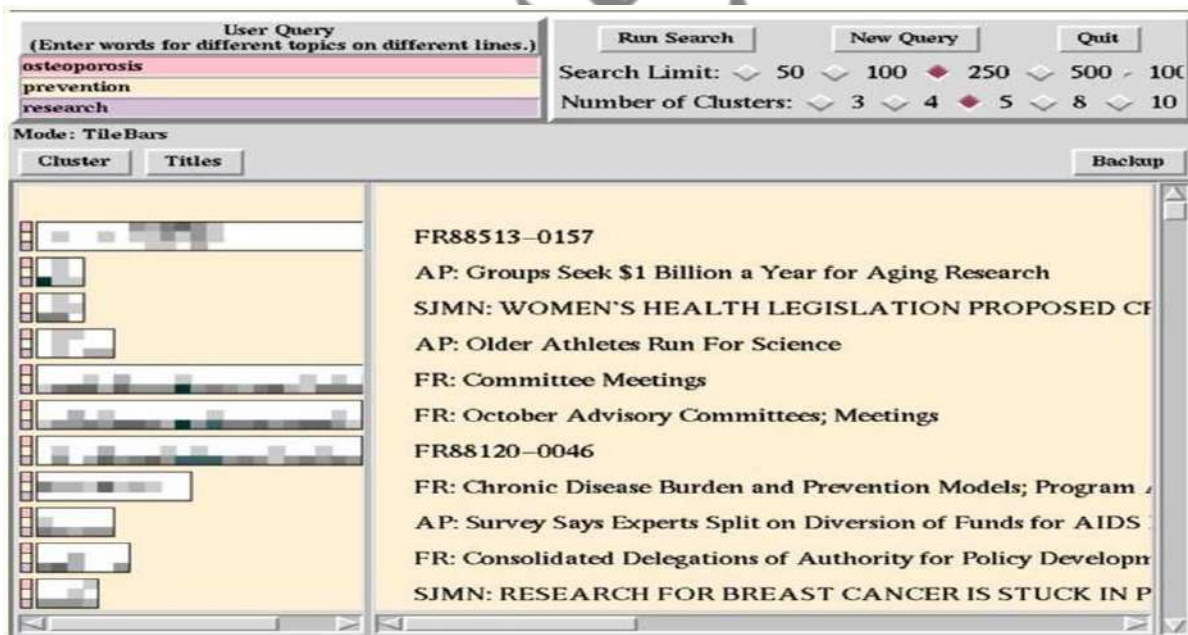 User Query
(Enter words for different topics on different lines.)
osteoporosis
prevention
research
Run Search New Query Quit
Search Limit: 50 100 250 500 100
Number of Clusters: 3 4 5 8 10
Mode: TileBars
Cluster Titles Backup
FR88513-0157
AP: Groups Seek $1 Billion a Year for Aging Research
SJMN: WOMEN'S HEALTH LEGISLATION PROPOSED
AP: Older Athletes Run For Science
FR: Committee Meetings
FR: October Advisory Committees; Meetings
FR88120-0046
FR: Chronic Disease Burden and Prevention Models; Program
AP: Survey Says Experts Split on Diversion of Funds for AIDS
FR: Consolidated Delegations of Authority for Policy Developm
SJMN: RESEARCH FOR BREAST CANCER IS STUCK IN P